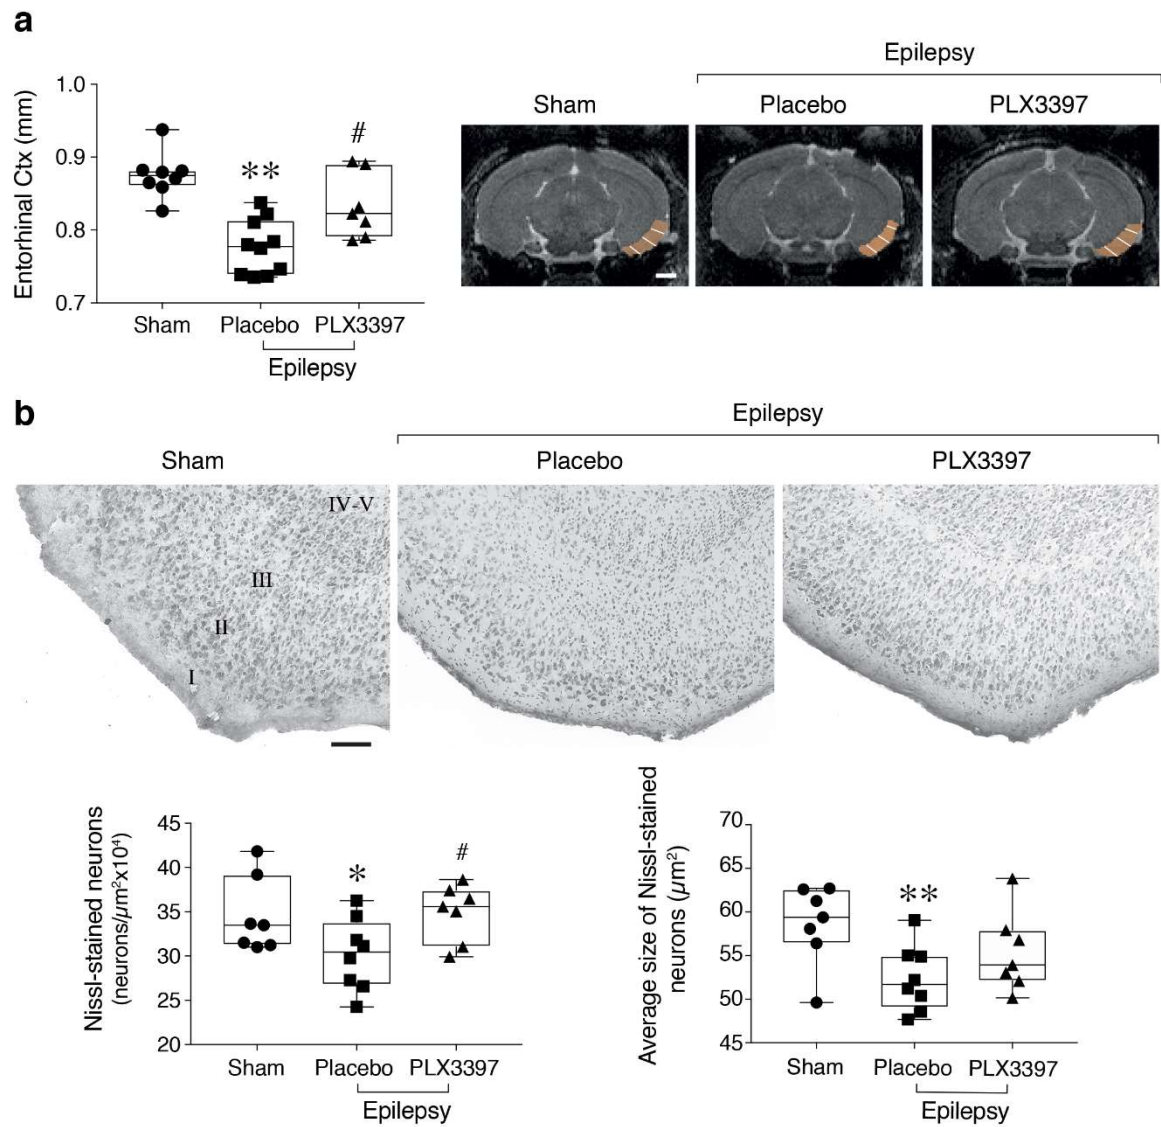 a
Epilepsy
Sham
Placebo
PLX3397
1.0
0.9
0.8
0.7
Entorhinal Ctx (mm)
**
#
Sham
Placebo
PLX3397
Epilepsy
b
Epilepsy
Sham
Placebo
PLX3397
IV-V
III
II
I
Nissl-stained neurons
(neurons/µm²x10⁴)
45
40
35
30
25
20
*
#
Sham
Placebo
PLX3397
Epilepsy
Average size of Nissl-stained
neurons (µm²)
70
65
60
55
50
45
**
Sham
Placebo
PLX3397
Epilepsy